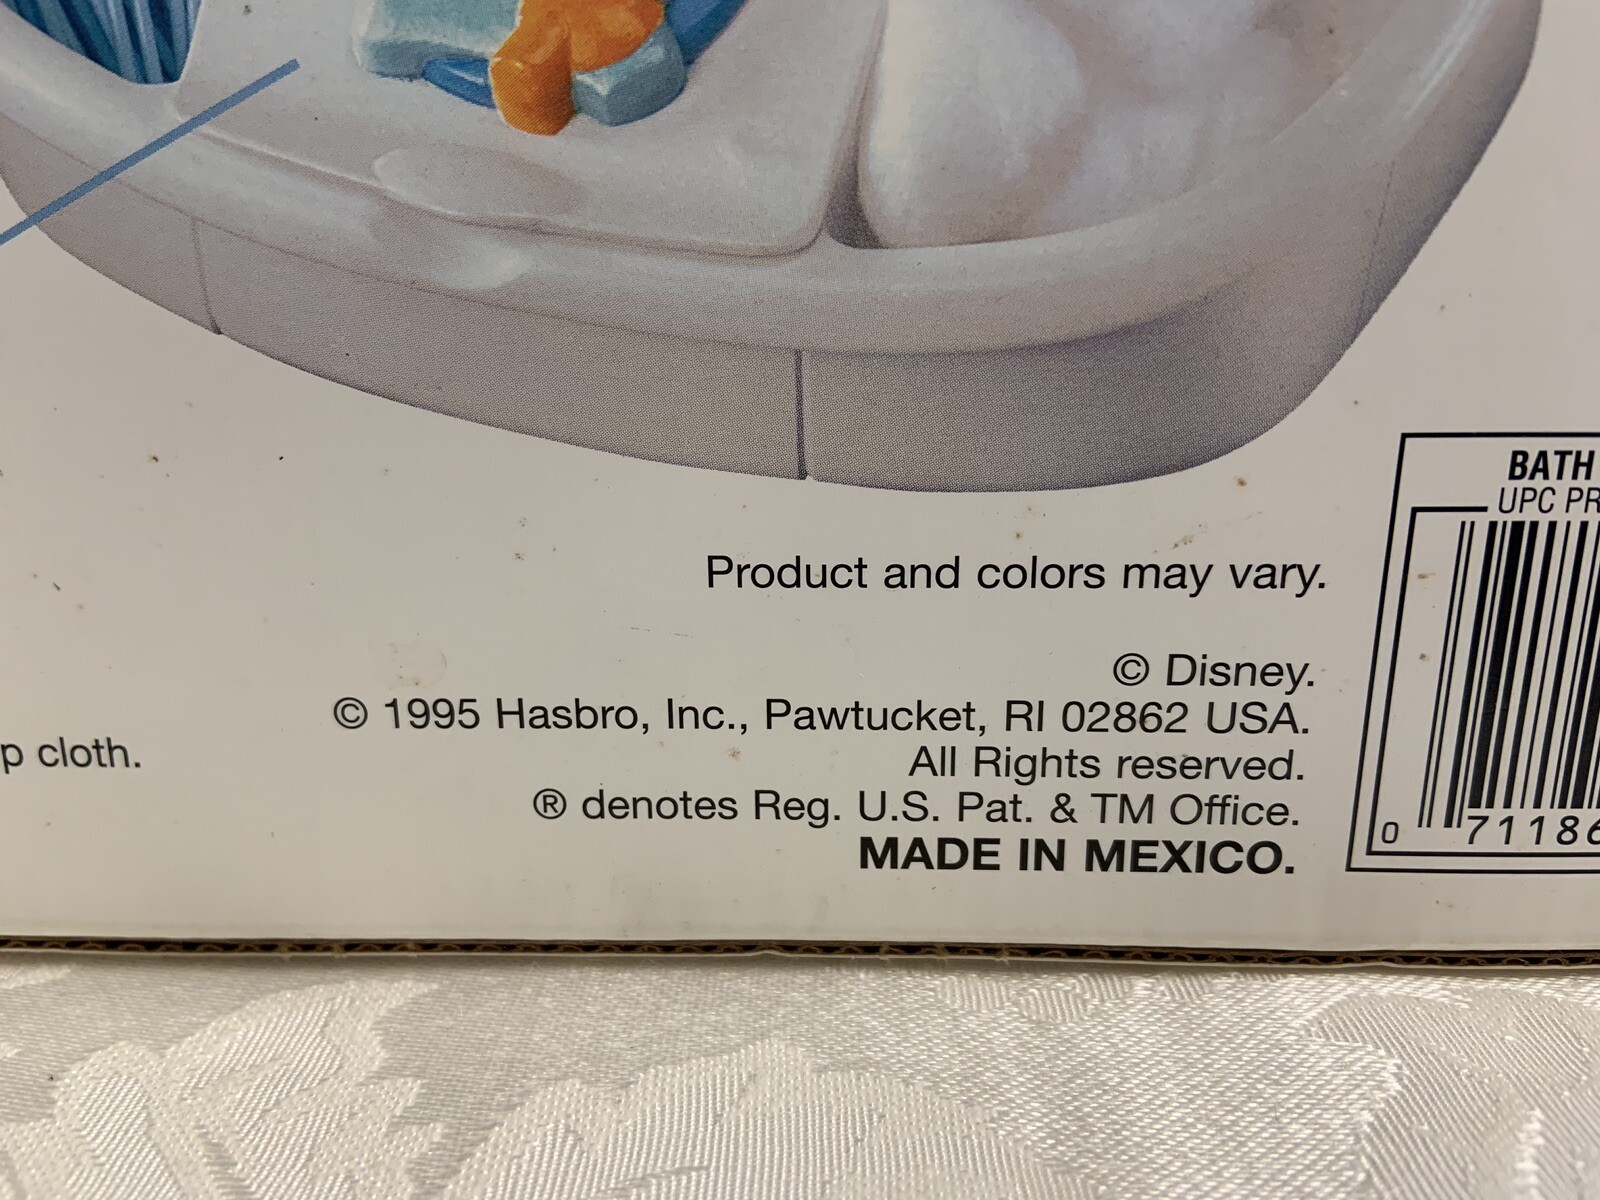 BATH
UPC PR
Product and colors may vary.
© Disney.
© 1995 Hasbro, Inc., Pawtucket, RI 02862 USA.
All Rights reserved.
® denotes Reg. U.S. Pat. & TM Office.
MADE IN MEXICO.
p cloth.
0 71186